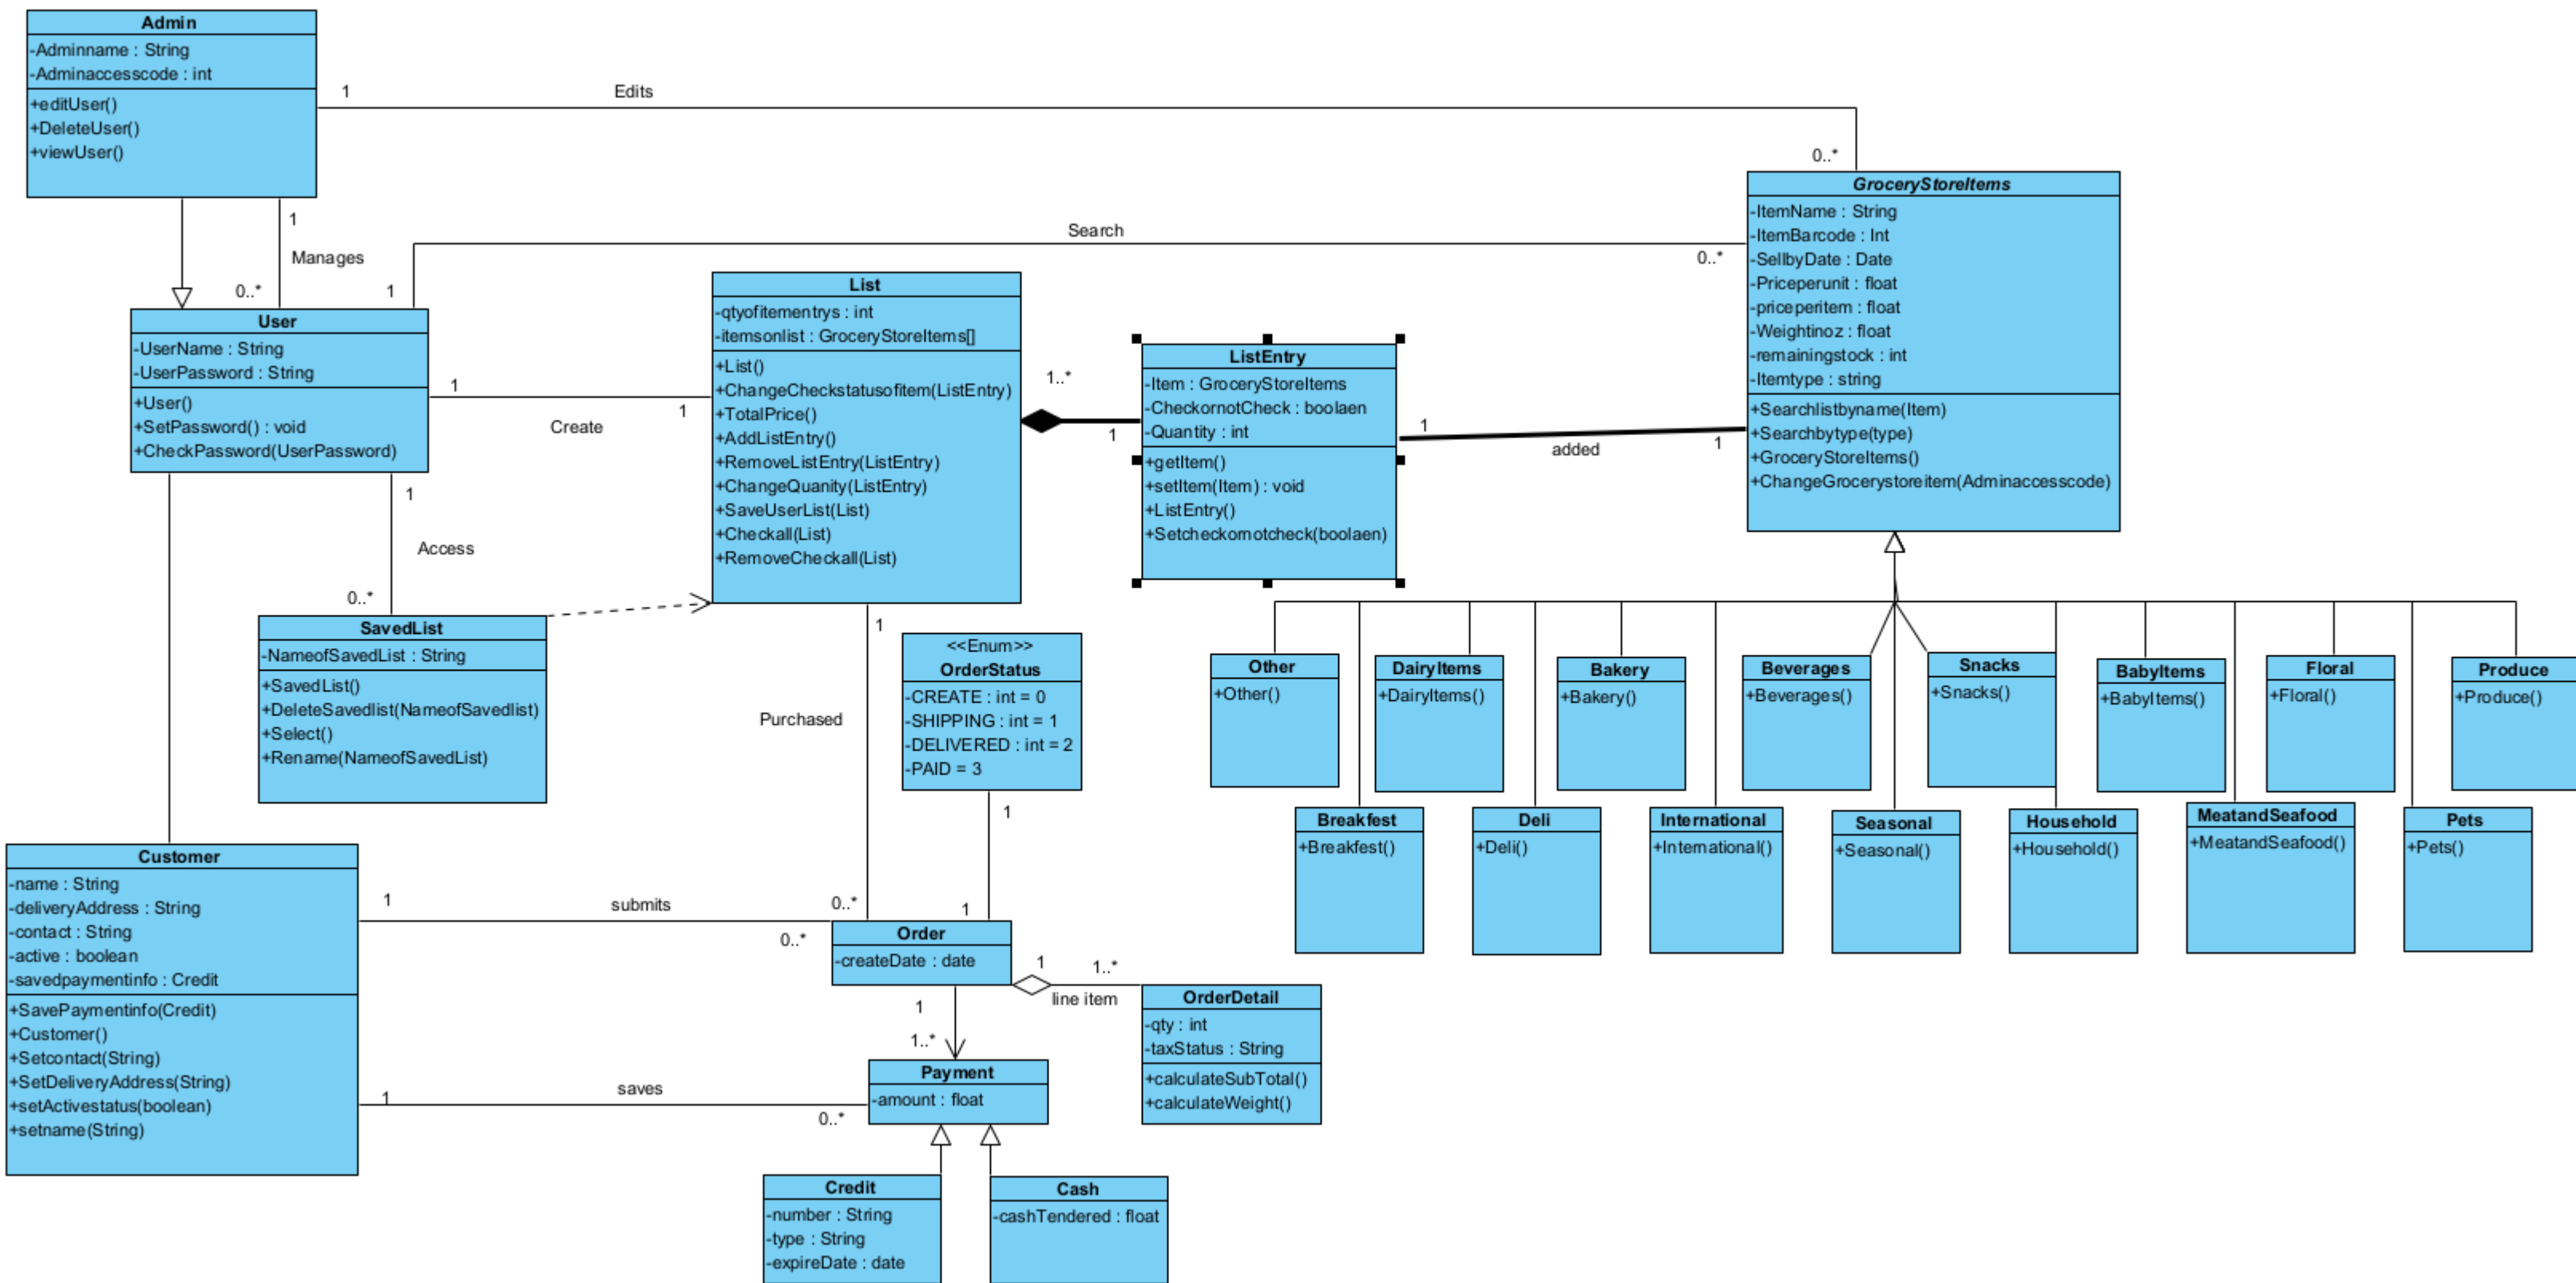 Admin
-Adminname : String
-Adminaccesscode : int
+editUser()
+DeleteUser()
+viewUser()
1
Edits
0..*
1
Manages
0..*
1
Search
0..*
GroceryStoreItems
-ItemName : String
-ItemBarcode : Int
-SellbyDate : Date
-Priceperunit : float
-priceperitem : float
-Weightinoz : float
-remainingstock : int
-Itemtype : string
+Searchlistbyname(Item)
+Searchbytype(type)
+GroceryStoreItems()
+ChangeGrocerystoreitem(Adminaccesscode)
User
-UserName : String
-UserPassword : String
+User()
+SetPassword() : void
+CheckPassword(UserPassword)
1
Create
1
List
-qtyofitementrys : int
-itemsonlist : GroceryStoreItems[]
+List()
+ChangeCheckstatusofitem(ListEntry)
+TotalPrice()
+AddListEntry()
+RemoveListEntry(ListEntry)
+ChangeQuanity(ListEntry)
+SaveUserList(List)
+Checkall(List)
+RemoveCheckall(List)
1..*
1
ListEntry
-Item : GroceryStoreItems
-CheckornotCheck : boolaen
-Quantity : int
+getItem()
+setItem(Item) : void
+ListEntry()
+Setcheckornotcheck(boolaen)
1
added
1
1
Access
0..*
SavedList
-NameofSavedList : String
+SavedList()
+DeleteSavedlist(NameofSavedlist)
+Select()
+Rename(NameofSavedList)
1
Purchased
0..*
<<Enum>>
OrderStatus
-CREATE : int = 0
-SHIPPING : int = 1
-DELIVERED : int = 2
-PAID = 3
1
1
Other
+Other()
DairyItems
+DairyItems()
Bakery
+Bakery()
Beverages
+Beverages()
Snacks
+Snacks()
BabyItems
+BabyItems()
Floral
+Floral()
Produce
+Produce()
Breakfest
+Breakfest()
Deli
+Deli()
International
+International()
Seasonal
+Seasonal()
Household
+Household()
MeatandSeafood
+MeatandSeafood()
Pets
+Pets()
Customer
-name : String
-deliveryAddress : String
-contact : String
-active : boolean
-savedpaymentinfo : Credit
+SavePaymentinfo(Credit)
+Customer()
+Setcontact(String)
+SetDeliveryAddress(String)
+setActivestatus(boolean)
+setname(String)
1
submits
0..*
Order
-createDate : date
1
1..*
line item
OrderDetail
-qty : int
-taxStatus : String
+calculateSubTotal()
+calculateWeight()
1
1..*
Payment
-amount : float
1
saves
0..*
Credit
-number : String
-type : String
-expireDate : date
Cash
-cashTendered : float